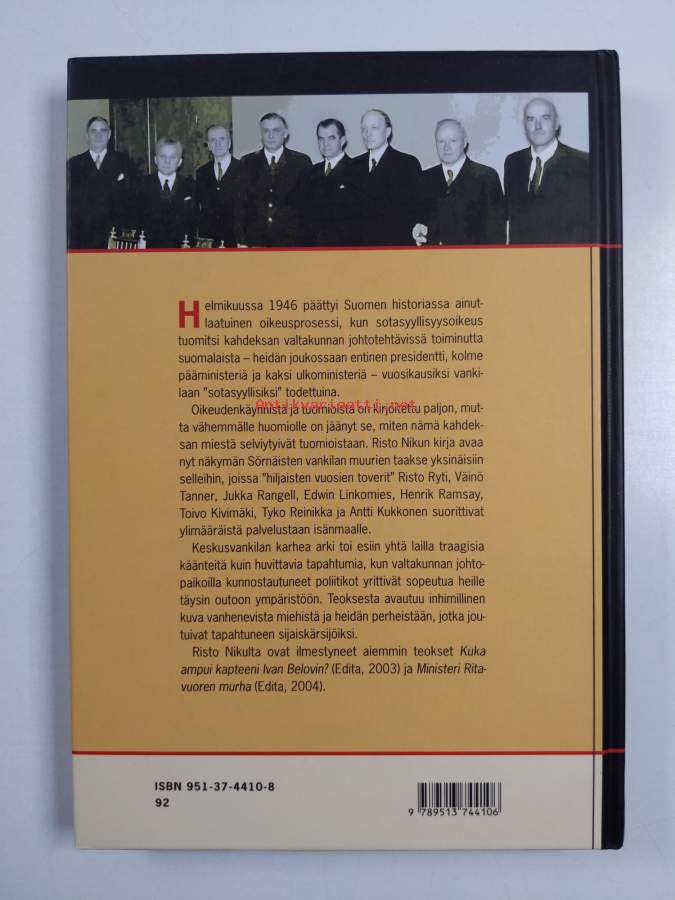 Helmikuussa 1946 päättyi Suomen historiassa ainut-
laatuinen oikeusprosessi, kun sotasyyllisyysoikeus
tuomitsi kahdeksan valtakunnan johtotehtävissä toiminutta
suomalaista – heidän joukossaan entinen presidentti, kolme
pääministeriä ja kaksi ulkoministeriä – vuosikausiksi vanki-
laan "sotasyyllisiksi" todettuina.
Antikvariaatti.net
Oikeudenkäynnistä ja tuomioista on kirjoitettu paljon, mut-
ta vähemmälle huomiolle on jäänyt se, miten nämä kahdek-
san miestä selviytyivät tuomioistaan. Risto Nikun kirja avaa
nyt näkymän Sörnäisten vankilan muurien taakse yksinäisiin
selleihin, joissa "hiljaisten vuosien toverit" Risto Ryti, Väinö
Tanner, Jukka Rangell, Edwin Linkomies, Henrik Ramsay,
Toivo Kivimäki, Tyko Reinikka ja Antti Kukkonen suorittivat
ylimääräistä palvelustaan isänmaalle.
Keskusvankilan karhea arki toi esiin yhtä lailla traagisia
käänteitä kuin huvittavia tapahtumia, kun valtakunnan johto-
paikoilla kunnostautuneet poliitikot yrittivät sopeutua heille
täysin outoon ympäristöön. Teoksesta avautuu inhimillinen
kuva vanhenevista miehistä ja heidän perheistään, jotka jou-
tuivat tapahtuneen sijaiskärsijöiksi.
Risto Nikulta ovat ilmestyneet aiemmin teokset Kuka
ampui kapteeni Ivan Belovin? (Edita, 2003) ja Ministeri Rita-
vuoren murha (Edita, 2004).
ISBN 951-37-4410-8
92
9 789513 744106